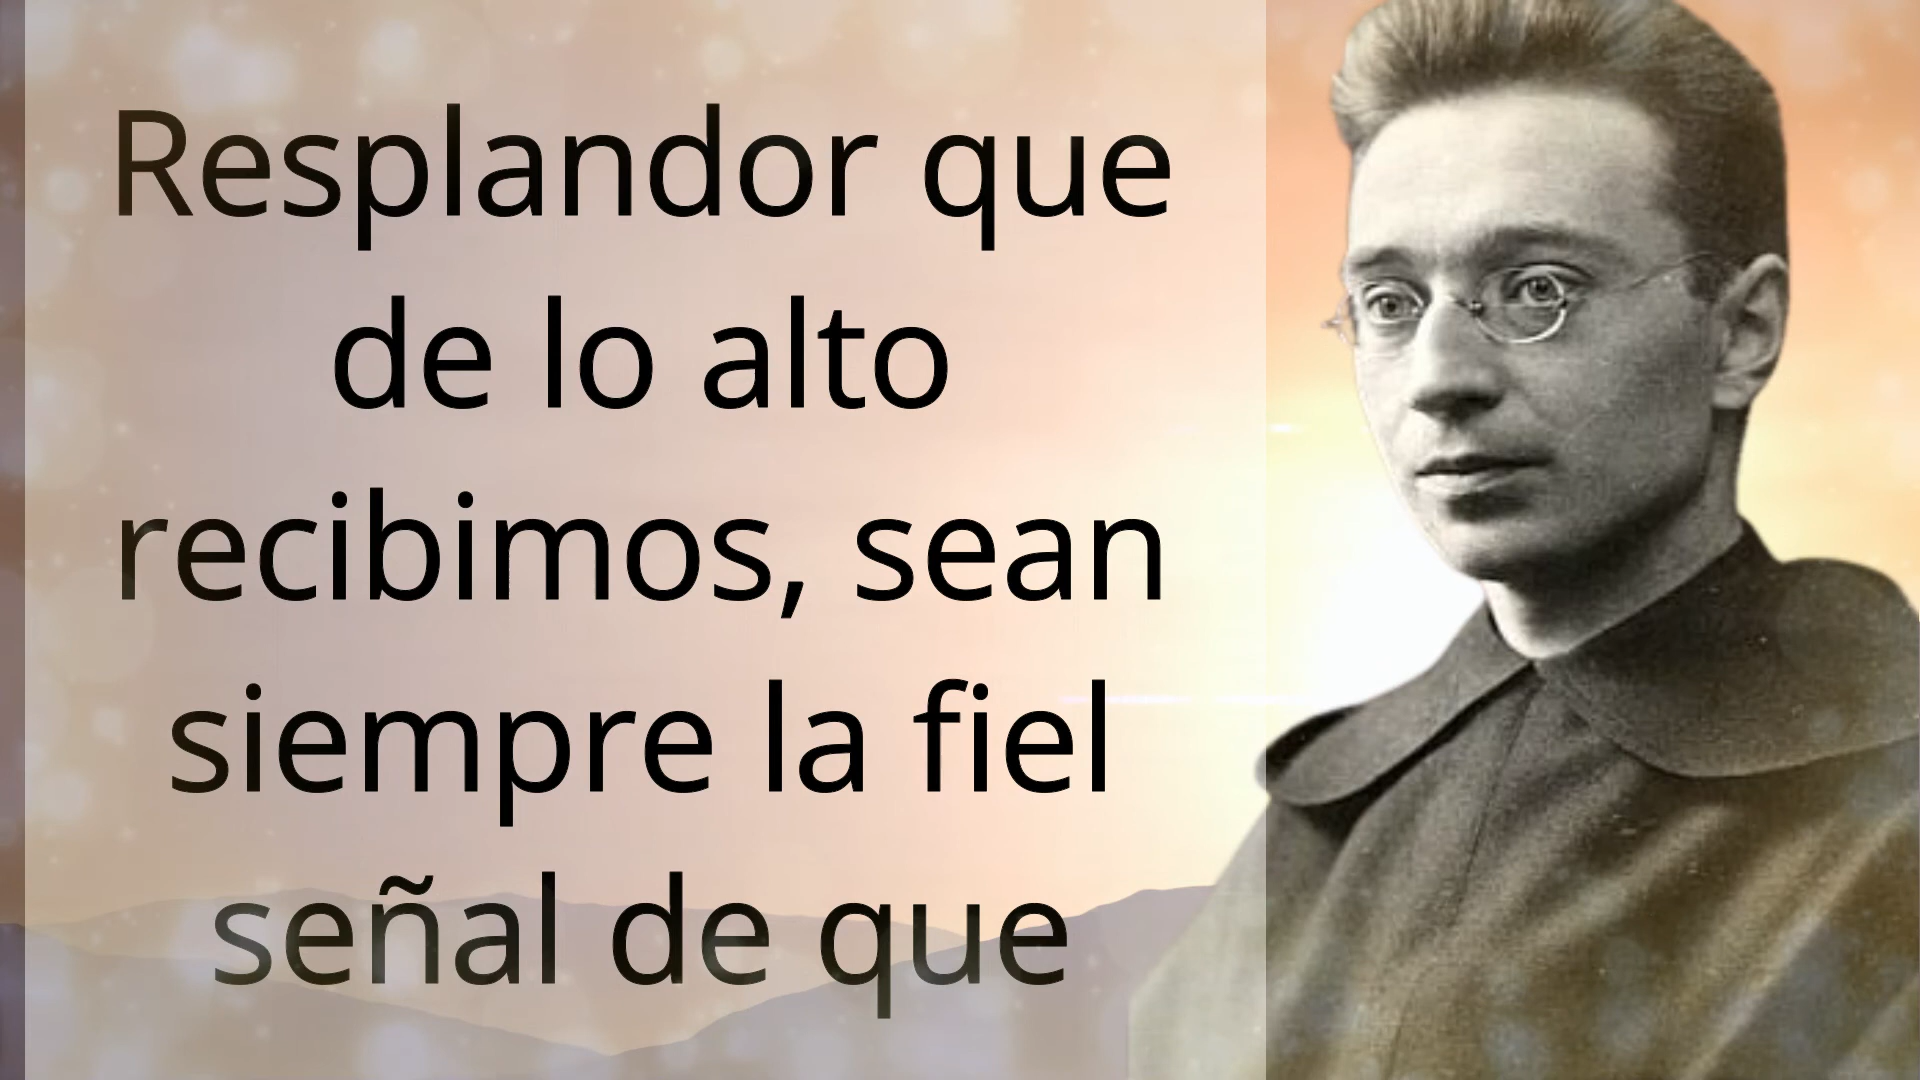 Resplandor que
de lo alto
recibimos, sean
siempre la fiel
señal de que